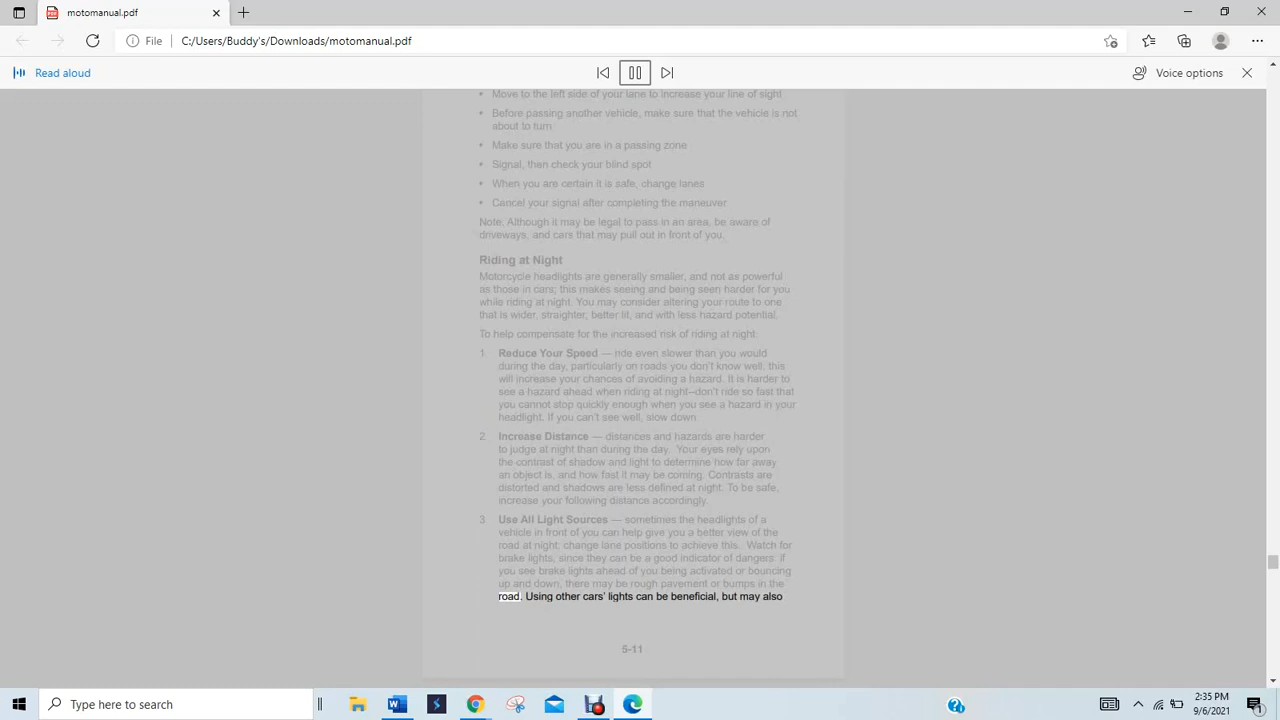 motomanual.pdf
File
C:/Users/Buddy's/Downloads/motomanual.pdf
Read aloud
Voice options
Move to the left side of your lane to increase your line of sight
• Before passing another vehicle, make sure that the vehicle is not
about to turn
• Make sure that you are in a passing zone
• Signal, then check your blind spot
• When you are certain it is safe, change lanes
• Cancel your signal after completing the maneuver
Note, Although it may be legal to pass in an area, be aware of
driveways, and cars that may pull out in front of you.
Riding at Night
Motorcycle headlights are generally smaller, and not as powerful
as those in cars; this makes seeing and being seen harder for you
while riding at night. You may consider altering your route to one
that is wider, straighter, better lit, and with less hazard potential.
To help compensate for the increased risk of riding at night:
1. Reduce Your Speed — ride even slower than you would
during the day, particularly on roads you don't know well, this
will increase your chances of avoiding a hazard. It is harder to
see a hazard ahead when riding at night–don't ride so fast that
you cannot stop quickly enough when you see a hazard in your
headlight. If you can't see well, slow down.
2. Increase Distance — distances and hazards are harder
to judge at night than during the day. Your eyes rely upon
the contrast of shadow and light to determine how far away
an object is, and how fast it may be coming. Contrasts are
distorted and shadows are less defined at night. To be safe,
increase your following distance accordingly.
3. Use All Light Sources — sometimes the headlights of a
vehicle in front of you can help give you a better view of the
road at night; change lane positions to achieve this. Watch for
brake lights, since they can be a good indicator of dangers: if
you see brake lights ahead of you being activated or bouncing
up and down, there may be rough pavement or bumps in the
road. Using other cars' lights can be beneficial, but may also
5-11
Type here to search
2:35 PM
9/6/2021
1